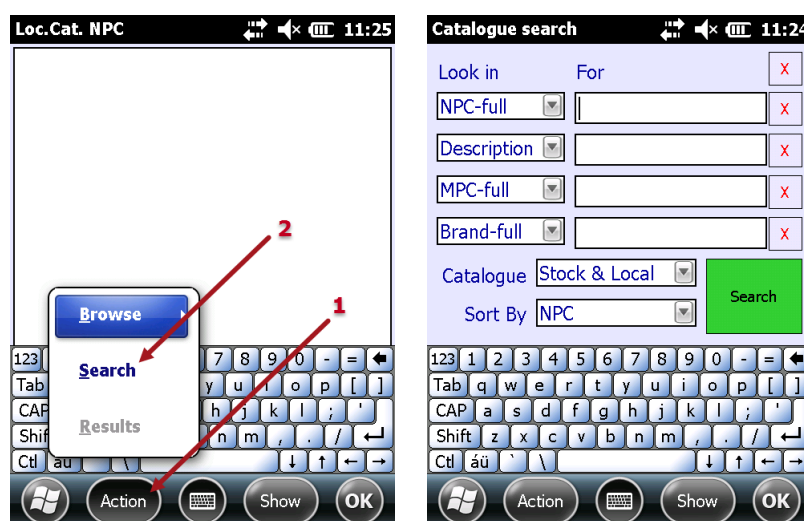 Loc.Cat. NPC 11:25
2
1
Browse
Search
Results
123 7 8 9 0 - =
Tab y u i o p [ ]
CAP h j k l ; '
Shif n m , . /
Ctl áü ` \ ↓ ↑ ← →
Action Show OK
Catalogue search 11:24
Look in For X
NPC-full X
Description X
MPC-full X
Brand-full X
Catalogue Stock & Local
Search
Sort By NPC
123 1 2 3 4 5 6 7 8 9 0 - =
Tab q w e r t y u i o p [ ]
CAP a s d f g h j k l ; '
Shift z x c v b n m , . /
Ctl áü ` \ ↓ ↑ ← →
Action Show OK